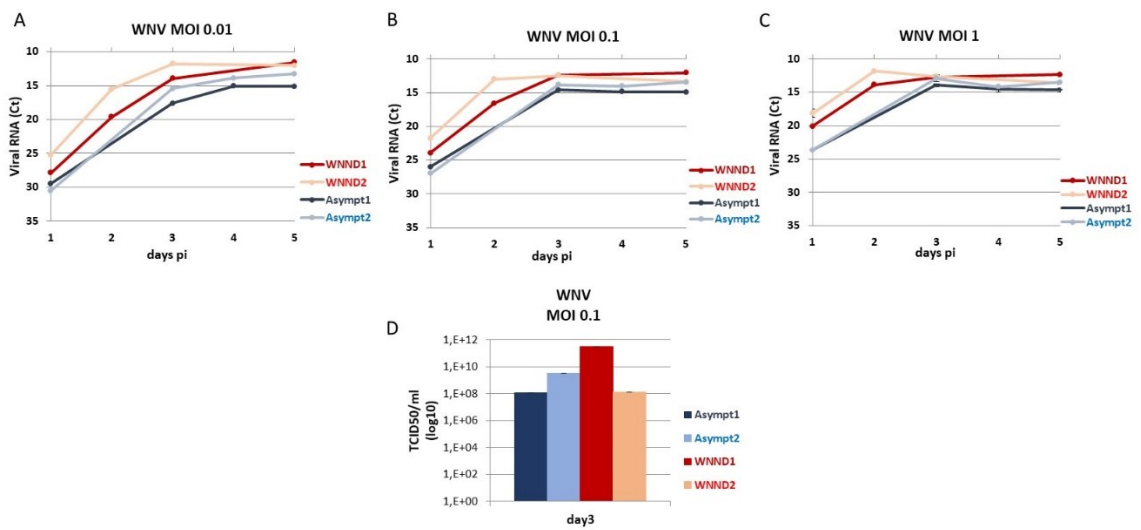 A
WNV MOI 0.01
Viral RNA (Ct)
10
15
20
25
30
35
1 2 3 4 5
days pi
WNND1
WNND2
Asympt1
Asympt2
B
WNV MOI 0.1
Viral RNA (Ct)
10
15
20
25
30
35
1 2 3 4 5
days pi
WNND1
WNND2
Asympt1
Asympt2
C
WNV MOI 1
Viral RNA (Ct)
10
15
20
25
30
35
1 2 3 4 5
days pi
WNND1
WNND2
Asympt1
Asympt2
D
WNV
MOI 0.1
TCID50/ml
(log10)
1,E+12
1,E+10
1,E+08
1,E+06
1,E+04
1,E+02
1,E+00
day3
Asympt1
Asympt2
WNND1
WNND2